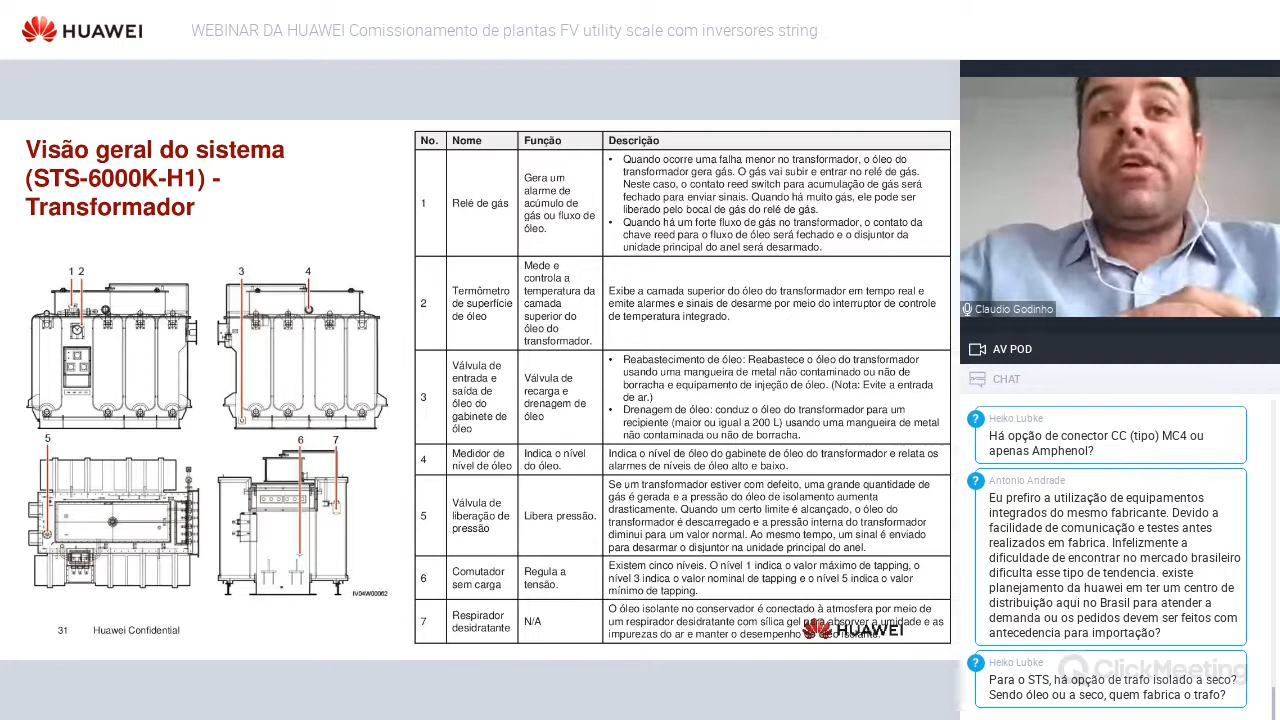 HUAWEI
WEBINAR DA HUAWEI Comissionamento de plantas FV utility scale com inversores string
Visão geral do sistema
(STS-6000K-H1) -
Transformador
1 2
3
4
5
6
7
IV04W00062
31 Huawei Confidential
No. Nome Função Descrição
1
Relé de gás
Gera um
alarme de
acúmulo de
gás ou fluxo de
óleo.
• Quando ocorre uma falha menor no transformador, o óleo do
transformador gera gás. O gás vai subir e entrar no relé de gás.
Neste caso, o contato reed switch para acumulação de gás será
fechado para enviar sinais. Quando há muito gás, ele pode ser
liberado pelo bocal de gás do relé de gás.
• Quando há um forte fluxo de gás no transformador, o contato da
chave reed para o fluxo de óleo será fechado e o disjuntor da
unidade principal do anel será desarmado.
2
Termômetro
de superfície
de óleo
Mede e
controla a
temperatura da
camada
superior do
óleo do
transformador.
Exibe a camada superior do óleo do transformador em tempo real e
emite alarmes e sinais de desarme por meio do interruptor de controle
de temperatura integrado.
3
Válvula de
entrada e
saída de
óleo do
gabinete de
óleo
Válvula de
recarga e
drenagem de
óleo
• Reabastecimento de óleo: Reabastece o óleo do transformador
usando uma mangueira de metal não contaminado ou não de
borracha e equipamento de injeção de óleo. (Nota: Evite a entrada
de ar.)
• Drenagem de óleo: conduz o óleo do transformador para um
recipiente (maior ou igual a 200 L) usando uma mangueira de metal
não contaminada ou não de borracha.
4
Medidor de
nível de óleo
Indica o nível
do óleo.
Indica o nível de óleo do gabinete de óleo do transformador e relata os
alarmes de níveis de óleo alto e baixo.
5
Válvula de
liberação de
pressão
Libera pressão.
Se um transformador estiver com defeito, uma grande quantidade de
gás é gerada e a pressão do óleo de isolamento aumenta
drasticamente. Quando um certo limite é alcançado, o óleo do
transformador é descarregado e a pressão interna do transformador
diminui para um valor normal. Ao mesmo tempo, um sinal é enviado
para desarmar o disjuntor na unidade principal do anel.
6
Comutador
sem carga
Regula a
tensão.
Existem cinco níveis. O nível 1 indica o valor máximo de tapping, o
nível 3 indica o valor nominal de tapping e o nível 5 indica o valor
mínimo de tapping.
7
Respirador
desidratante
N/A
O óleo isolante no conservador é conectado à atmosfera por meio de
um respirador desidratante com sílica gel para absorver a umidade e as
impurezas do ar e manter o desempenho do óleo isolante.
HUAWEI
Claudio Godinho
AV POD
CHAT
? Heiko Lubke
Há opção de conector CC (tipo) MC4 ou
apenas Amphenol?
? Antonio Andrade
Eu prefiro a utilização de equipamentos
integrados do mesmo fabricante. Devido a
facilidade de comunicação e testes antes
realizados em fabrica. Infelizmente a
dificuldade de encontrar no mercado brasileiro
dificulta esse tipo de tendencia. existe
planejamento da huawei em ter um centro de
distribuição aqui no Brasil para atender a
demanda ou os pedidos devem ser feitos com
antecedencia para importação?
? Heiko Lubke
Para o STS, há opção de trafo isolado a seco?
Sendo óleo ou a seco, quem fabrica o trafo?
ClickMeeting